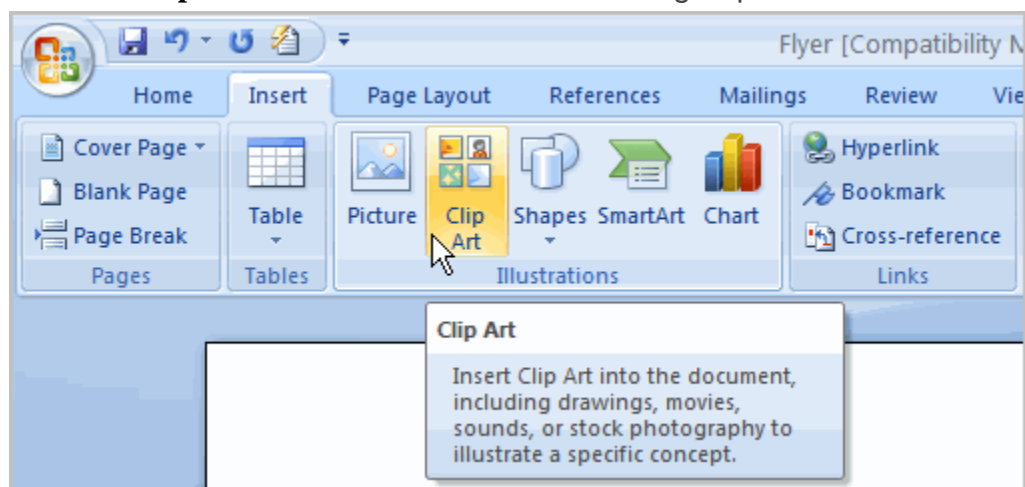 Flyer [Compatibility
Home Insert Page Layout References Mailings Review
Cover Page
Blank Page
Page Break
Table
Picture Clip Art Shapes SmartArt Chart
Hyperlink
Bookmark
Cross-reference
Pages Tables Illustrations Links
Clip Art
Insert Clip Art into the document,
including drawings, movies,
sounds, or stock photography to
illustrate a specific concept.